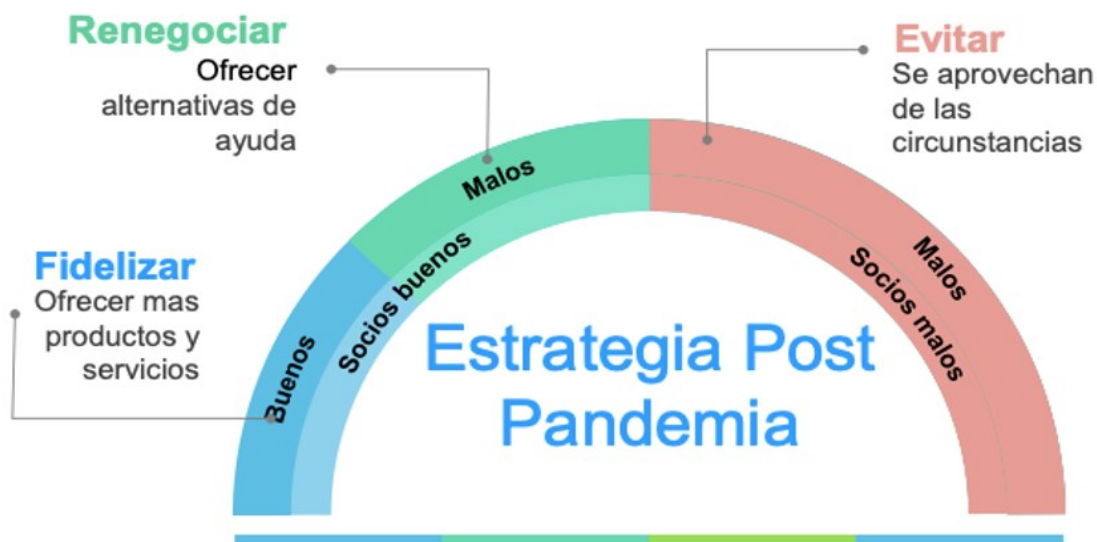 Renegociar
Ofrecer
alternativas de
ayuda
Evitar
Se aprovechan
de las
circunstancias
Malos
Fidelizar
Ofrecer mas
productos y
servicios
Buenos
Socios buenos
Malos
Socios malos
Estrategia Post
Pandemia